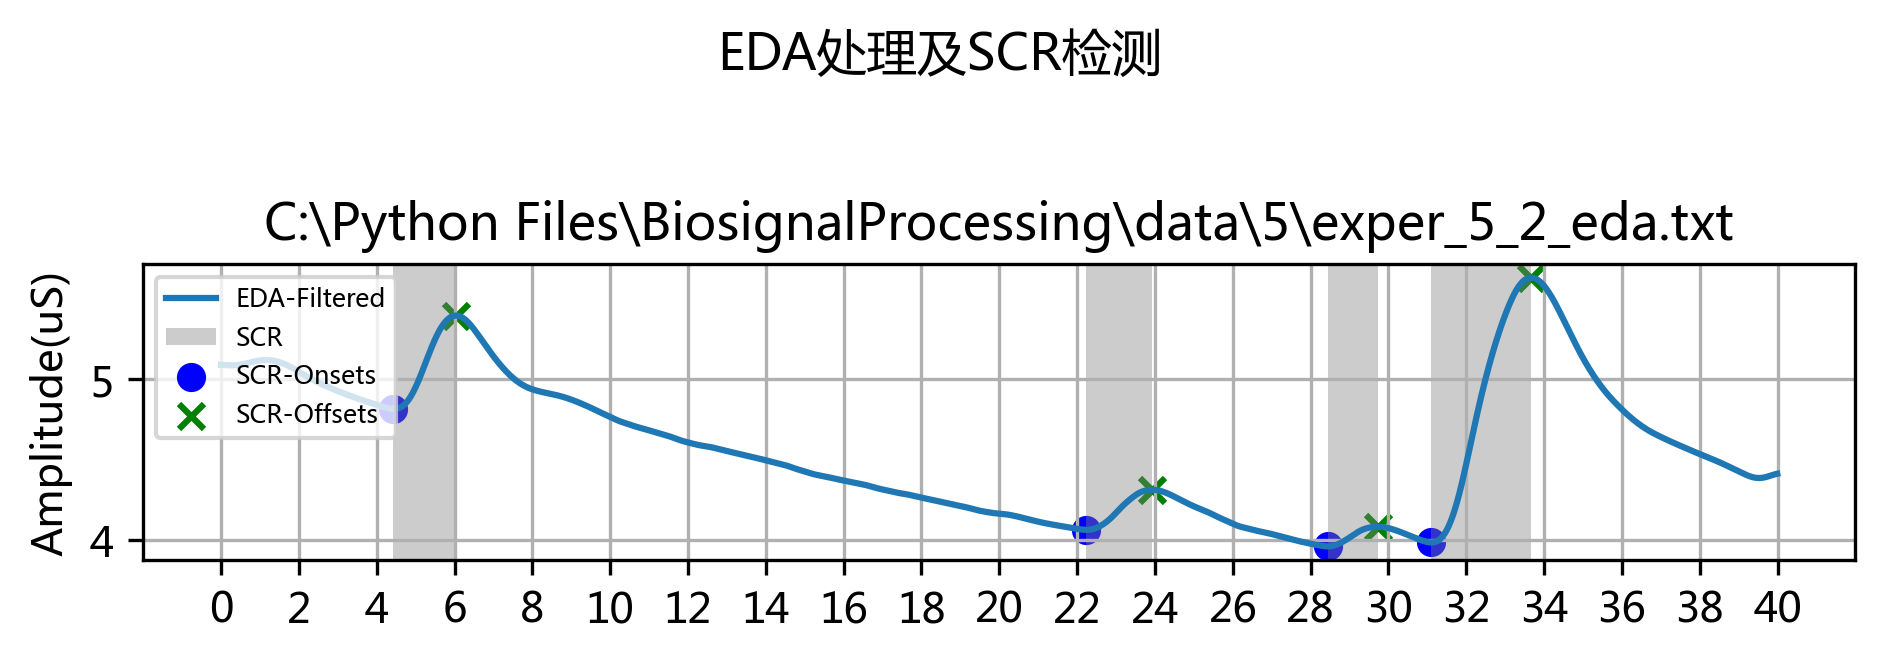 EDA处理及SCR检测
C:\Python Files\BiosignalProcessing\data\5\exper_5_2_eda.txt
Amplitude(uS)
5
4
EDA-Filtered
SCR
SCR-Onsets
SCR-Offsets
0 2 4 6 8 10 12 14 16 18 20 22 24 26 28 30 32 34 36 38 40